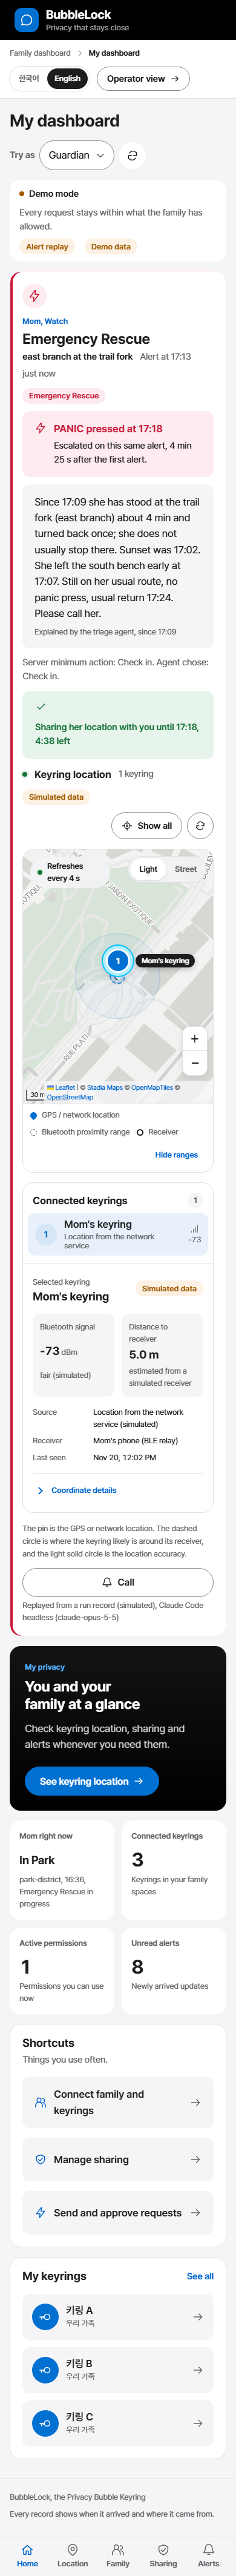 BubbleLock
Privacy that stays close
Family dashboard > My dashboard
한국어 English Operator view →
My dashboard
Try as Guardian
Demo mode
Every request stays within what the family has
allowed.
Alert replay Demo data
Mom, Watch
Emergency Rescue
east branch at the trail fork Alert at 17:13
just now
Emergency Rescue
PANIC pressed at 17:18
Escalated on this same alert, 4 min
25 s after the first alert.
Since 17:09 she has stood at the trail
fork (east branch) about 4 min and
turned back once; she does not
usually stop there. Sunset was 17:02.
She left the south bench early at
17:07. Still on her usual route, no
panic press, usual return 17:24.
Please call her.
Explained by the triage agent, since 17:09
Server minimum action: Check in. Agent chose:
Check in.
Sharing her location with you until 17:18,
4:38 left
Keyring location 1 keyring
Simulated data
Show all
Refreshes
every 4 s
Light Street
JARDIN EXOTIQUE
1
Mom's keyring
RUE PLATI
+
−
30 m
Leaflet | © Stadia Maps © OpenMapTiles ©
OpenStreetMap
GPS / network location
Bluetooth proximity range Receiver
Hide ranges
Connected keyrings 1
1
Mom's keyring
Location from the network
service
-73
Selected keyring
Mom's keyring
Simulated data
Bluetooth signal
-73 dBm
fair (simulated)
Distance to
receiver
5.0 m
estimated from a
simulated receiver
Source Location from the network
service (simulated)
Receiver Mom's phone (BLE relay)
Last seen Nov 20, 12:02 PM
Coordinate details
The pin is the GPS or network location. The dashed
circle is where the keyring likely is around its receiver,
and the light solid circle is the location accuracy.
Call
Replayed from a run record (simulated), Claude Code
headless (claude-opus-5-5)
My privacy
You and your
family at a glance
Check keyring location, sharing and
alerts whenever you need them.
See keyring location →
Mom right now
In Park
park-district, 16:36,
Emergency Rescue in
progress
Connected keyrings
3
Keyrings in your family
spaces
Active permissions
1
Permissions you can use
now
Unread alerts
8
Newly arrived updates
Shortcuts
Things you use often.
Connect family and
keyrings
Manage sharing
Send and approve requests
My keyrings See all
키링 A
우리 가족
키링 B
우리 가족
키링 C
우리 가족
BubbleLock, the Privacy Bubble Keyring
Every record shows when it arrived and where it came from.
Home Location Family Sharing Alerts